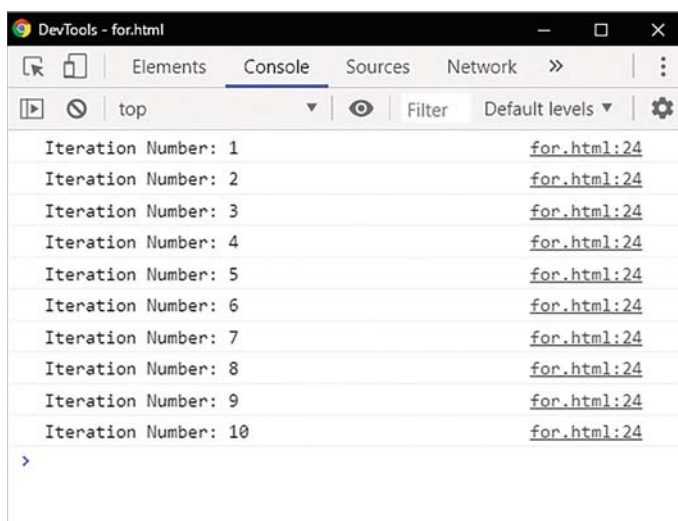 DevTools - for.html
Elements Console Sources Network »
top Filter Default levels
Iteration Number: 1 for.html:24
Iteration Number: 2 for.html:24
Iteration Number: 3 for.html:24
Iteration Number: 4 for.html:24
Iteration Number: 5 for.html:24
Iteration Number: 6 for.html:24
Iteration Number: 7 for.html:24
Iteration Number: 8 for.html:24
Iteration Number: 9 for.html:24
Iteration Number: 10 for.html:24
>